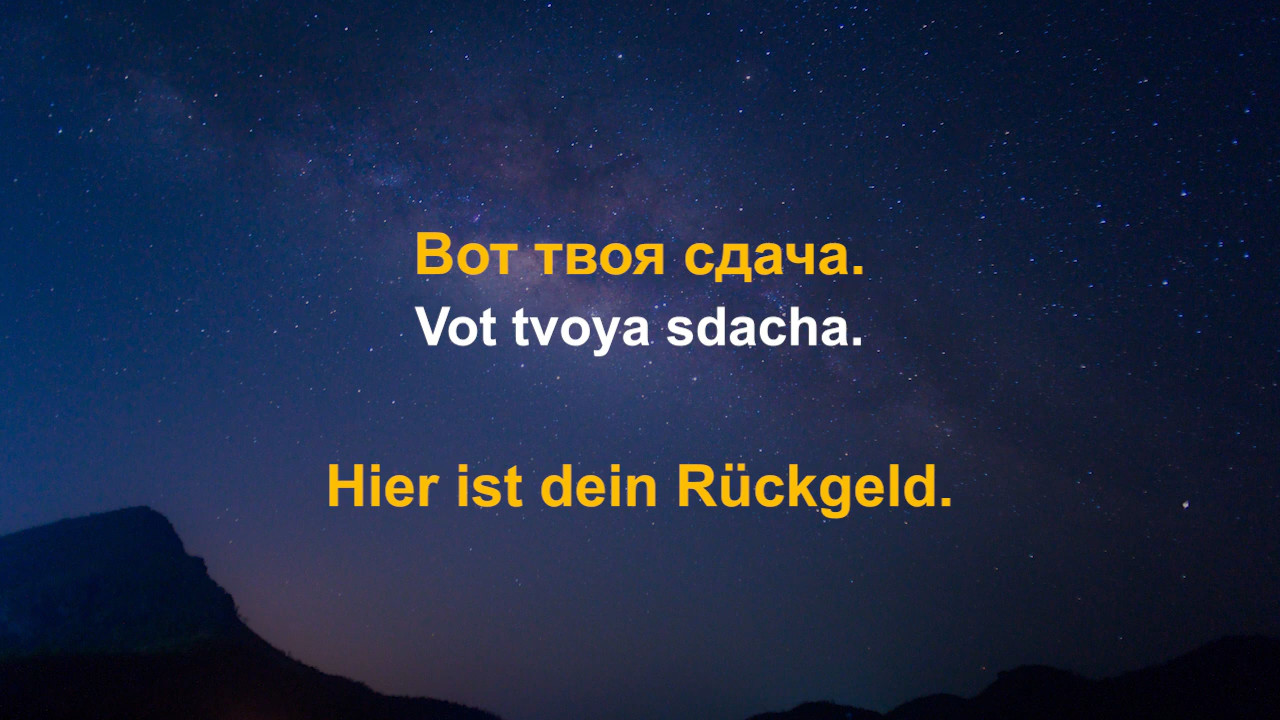 Вот твоя сдача.
Vot tvoya sdacha.
Hier ist dein Rückgeld.